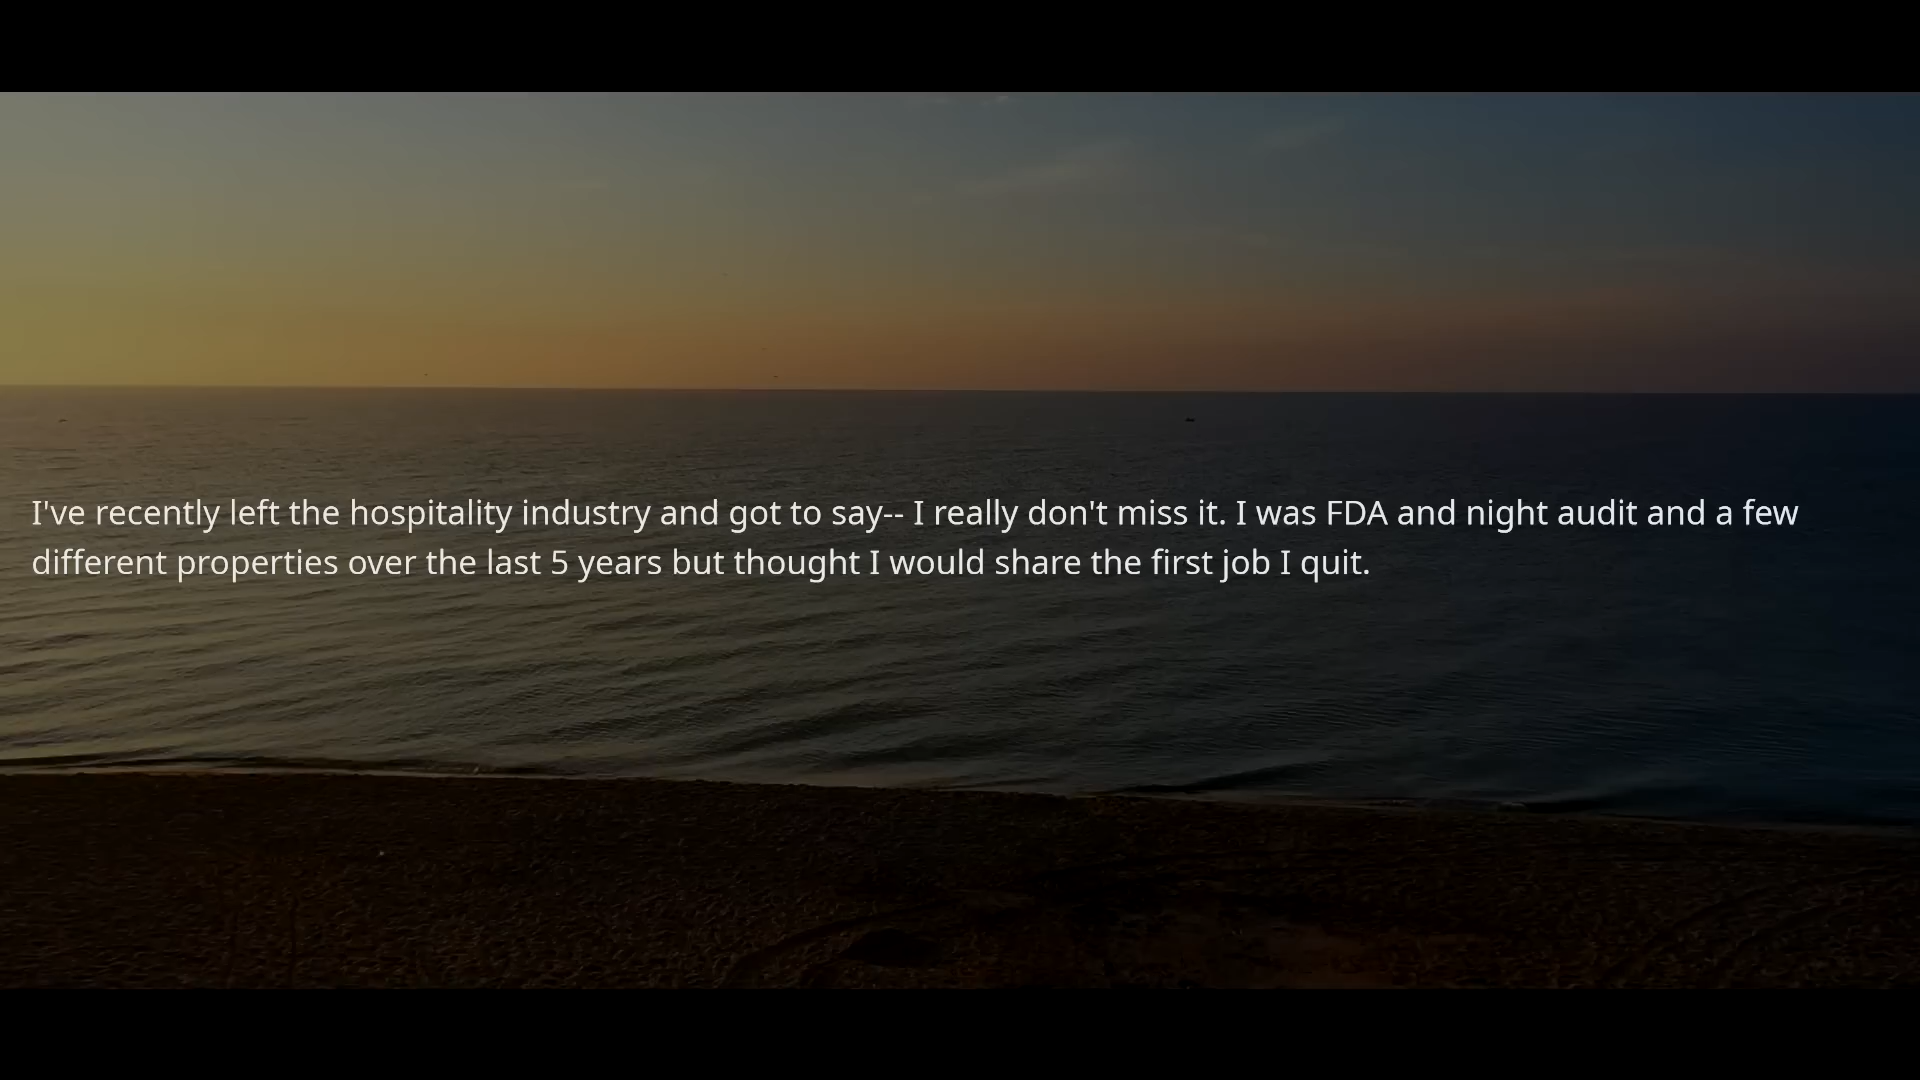 I've recently left the hospitality industry and got to say-- I really don't miss it. I was FDA and night audit and a few
different properties over the last 5 years but thought I would share the first job I quit.